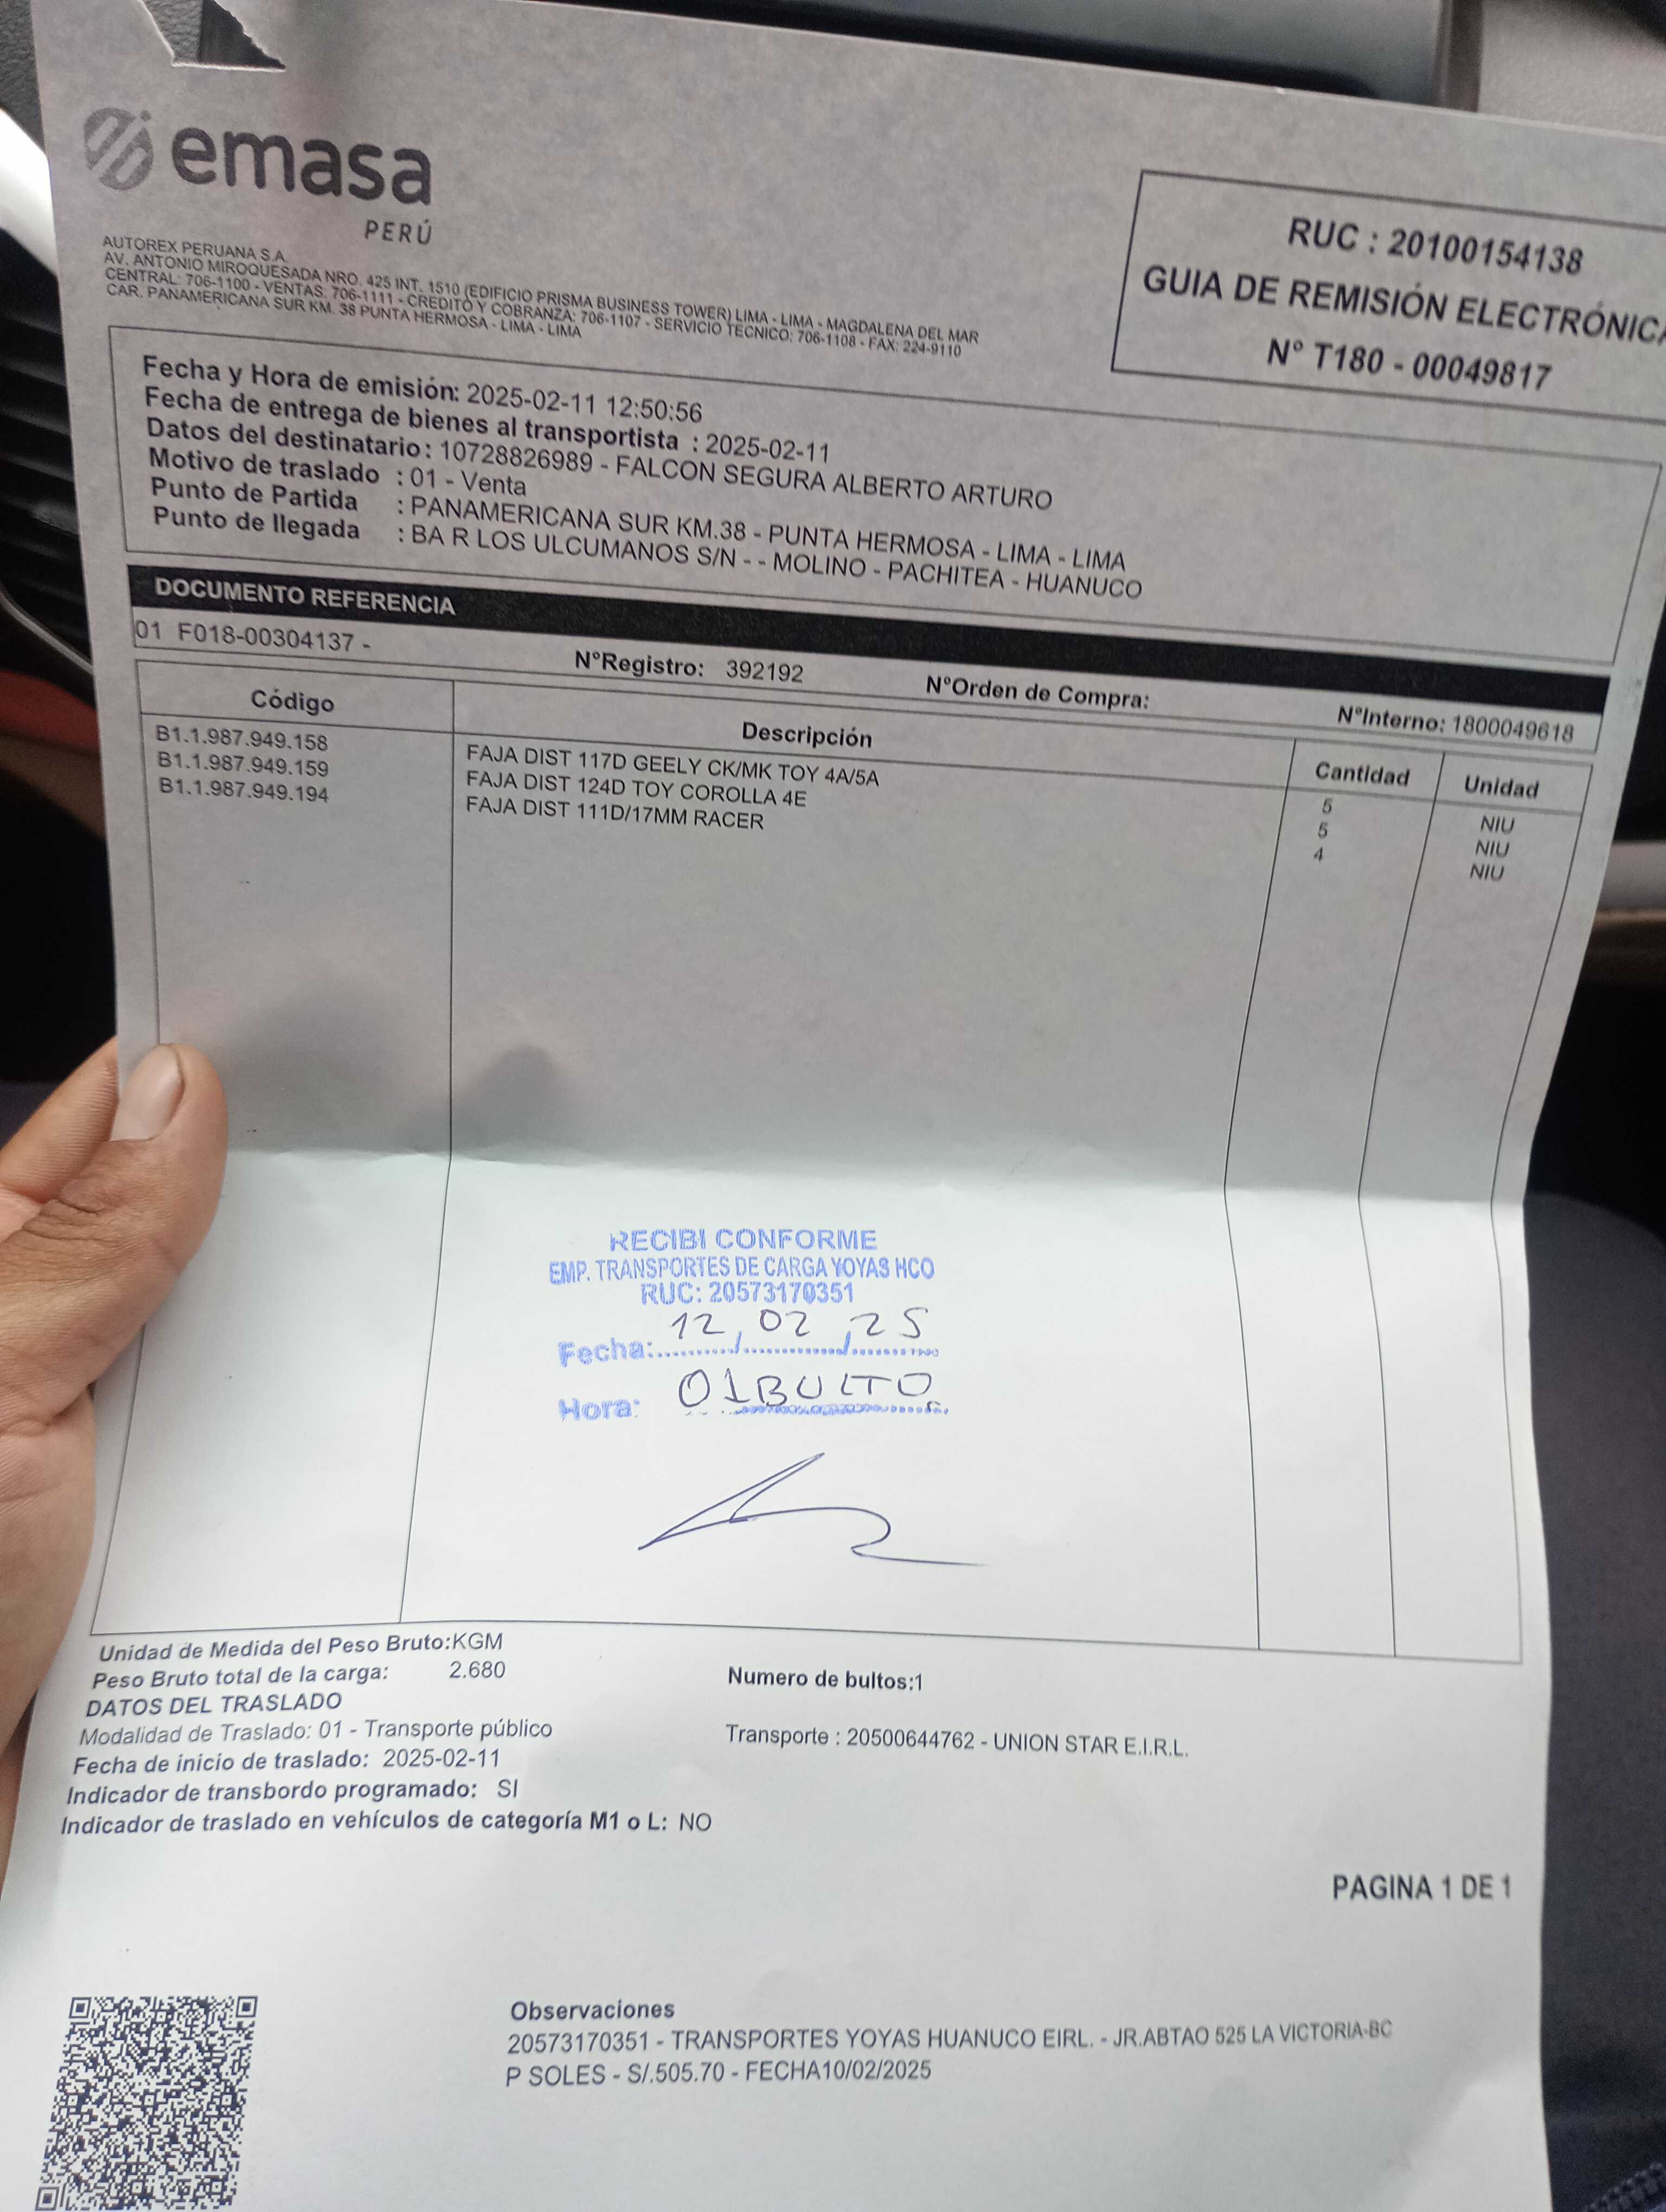 emasa
PERÚ
AUTOREX PERUANA S.A.
AV. ANTONIO MIROQUESADA NRO. 425 INT. 1510 (EDIFICIO PRISMA BUSINESS TOWER) LIMA - LIMA - MAGDALENA DEL MAR
CENTRAL: 706-1100 - VENTAS: 706-1111 - CREDITO Y COBRANZA: 706-1107 - SERVICIO TECNICO: 706-1108 - FAX: 224-9110
CAR. PANAMERICANA SUR KM. 38 PUNTA HERMOSA - LIMA - LIMA
RUC : 20100154138
GUIA DE REMISIÓN ELECTRÓNICA
N° T180 - 00049817
Fecha y Hora de emisión: 2025-02-11 12:50:56
Fecha de entrega de bienes al transportista : 2025-02-11
Datos del destinatario : 10728826989 - FALCON SEGURA ALBERTO ARTURO
Motivo de traslado : 01 - Venta
Punto de Partida : PANAMERICANA SUR KM.38 - PUNTA HERMOSA - LIMA - LIMA
Punto de llegada : BA R LOS ULCUMANOS S/N - - MOLINO - PACHITEA - HUANUCO
DOCUMENTO REFERENCIA
01 F018-00304137 - N°Registro: 392192 N°Orden de Compra: N°Interno: 1800049618
Código Descripción Cantidad Unidad
B1.1.987.949.158 FAJA DIST 117D GEELY CK/MK TOY 4A/5A 5 NIU
B1.1.987.949.159 FAJA DIST 124D TOY COROLLA 4E 5 NIU
B1.1.987.949.194 FAJA DIST 111D/17MM RACER 4 NIU
RECIBI CONFORME
EMP. TRANSPORTES DE CARGA YOYAS HCO
RUC: 20573170351
Fecha: 12/02/25
Hora: 01BULTO
Unidad de Medida del Peso Bruto:KGM
Peso Bruto total de la carga: 2.680 Numero de bultos:1
DATOS DEL TRASLADO
Modalidad de Traslado: 01 - Transporte público Transporte : 20500644762 - UNION STAR E.I.R.L.
Fecha de inicio de traslado: 2025-02-11
Indicador de transbordo programado: SI
Indicador de traslado en vehículos de categoría M1 o L: NO
PAGINA 1 DE 1
Observaciones
20573170351 - TRANSPORTES YOYAS HUANUCO EIRL. - JR.ABTAO 525 LA VICTORIA-BC
P SOLES - S/.505.70 - FECHA10/02/2025